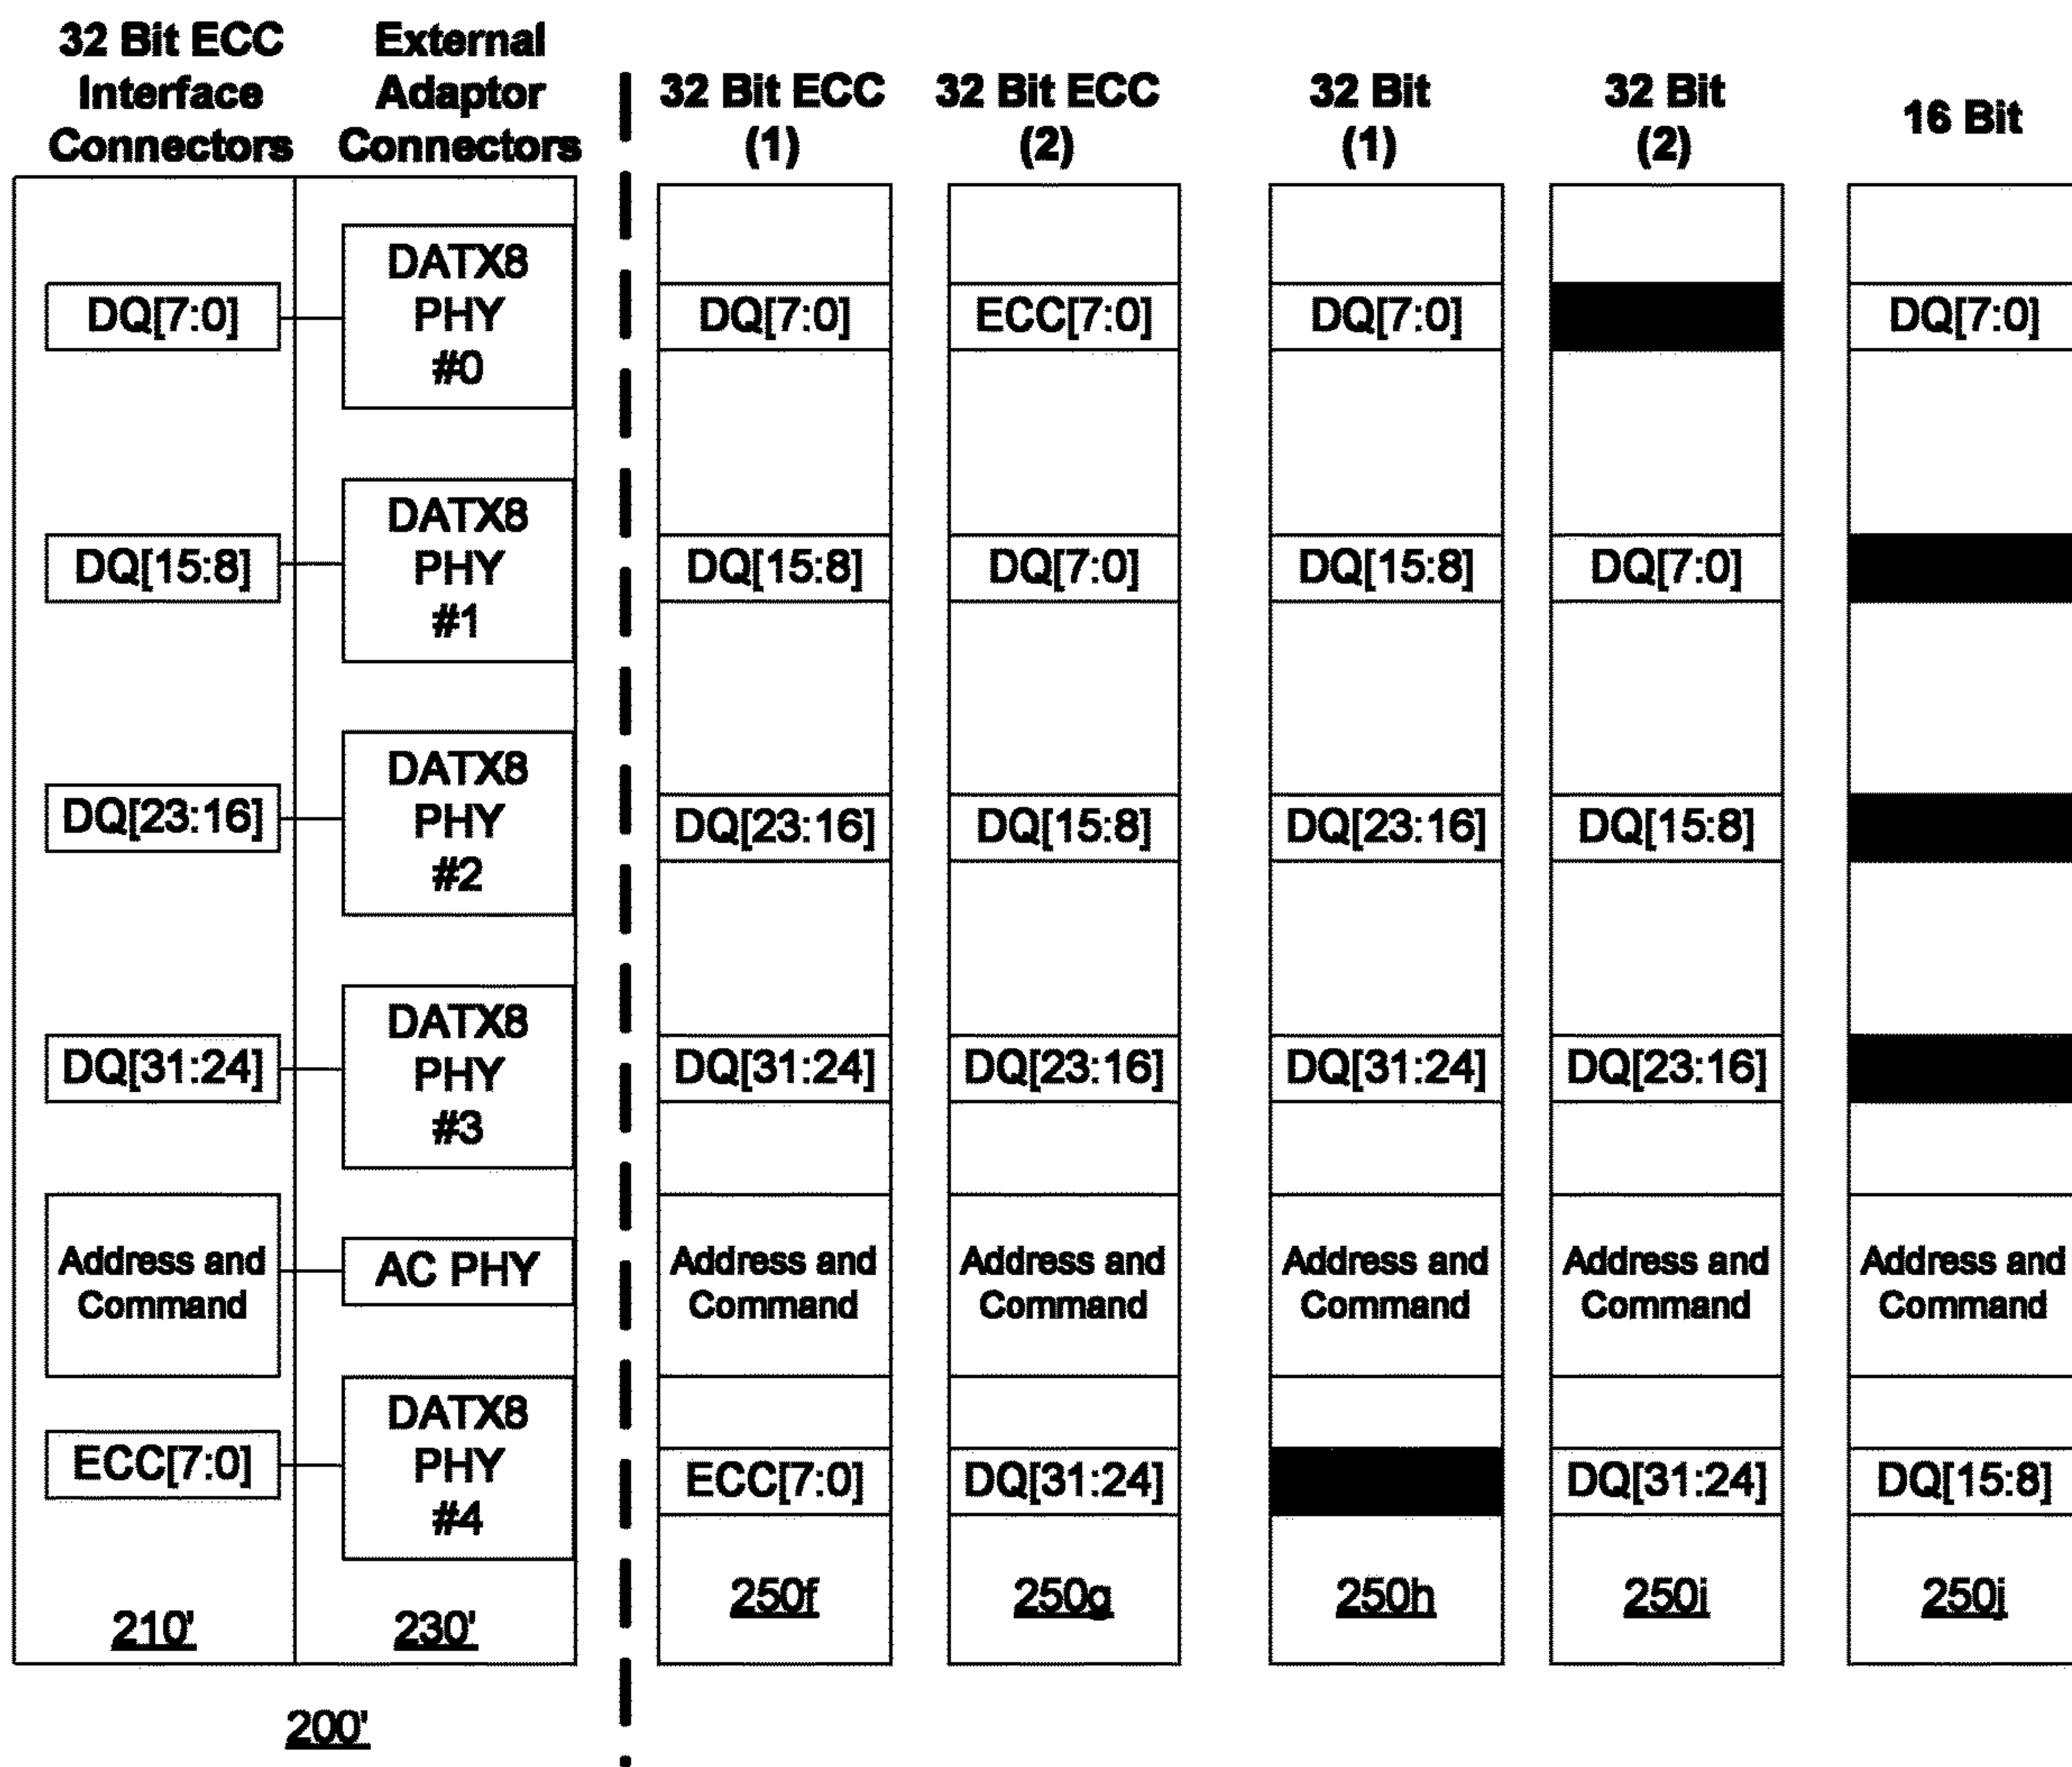 32 Bit ECC
Interface
Connectors
External
Adaptor
Connectors
32 Bit ECC
(1)
32 Bit ECC
(2)
32 Bit
(1)
32 Bit
(2)
16 Bit
DQ[7:0]
DATX8
PHY
#0
DQ[7:0]
ECC[7:0]
DQ[7:0]
DQ[7:0]
DQ[15:8]
DATX8
PHY
#1
DQ[15:8]
DQ[7:0]
DQ[15:8]
DQ[7:0]
DQ[23:16]
DATX8
PHY
#2
DQ[23:16]
DQ[15:8]
DQ[23:16]
DQ[15:8]
DQ[31:24]
DATX8
PHY
#3
DQ[31:24]
DQ[23:16]
DQ[31:24]
DQ[23:16]
Address and
Command
AC PHY
Address and
Command
Address and
Command
Address and
Command
Address and
Command
Address and
Command
ECC[7:0]
DATX8
PHY
#4
ECC[7:0]
DQ[31:24]
DQ[31:24]
DQ[15:8]
210'
230'
250f
250g
250h
250i
250j
200'